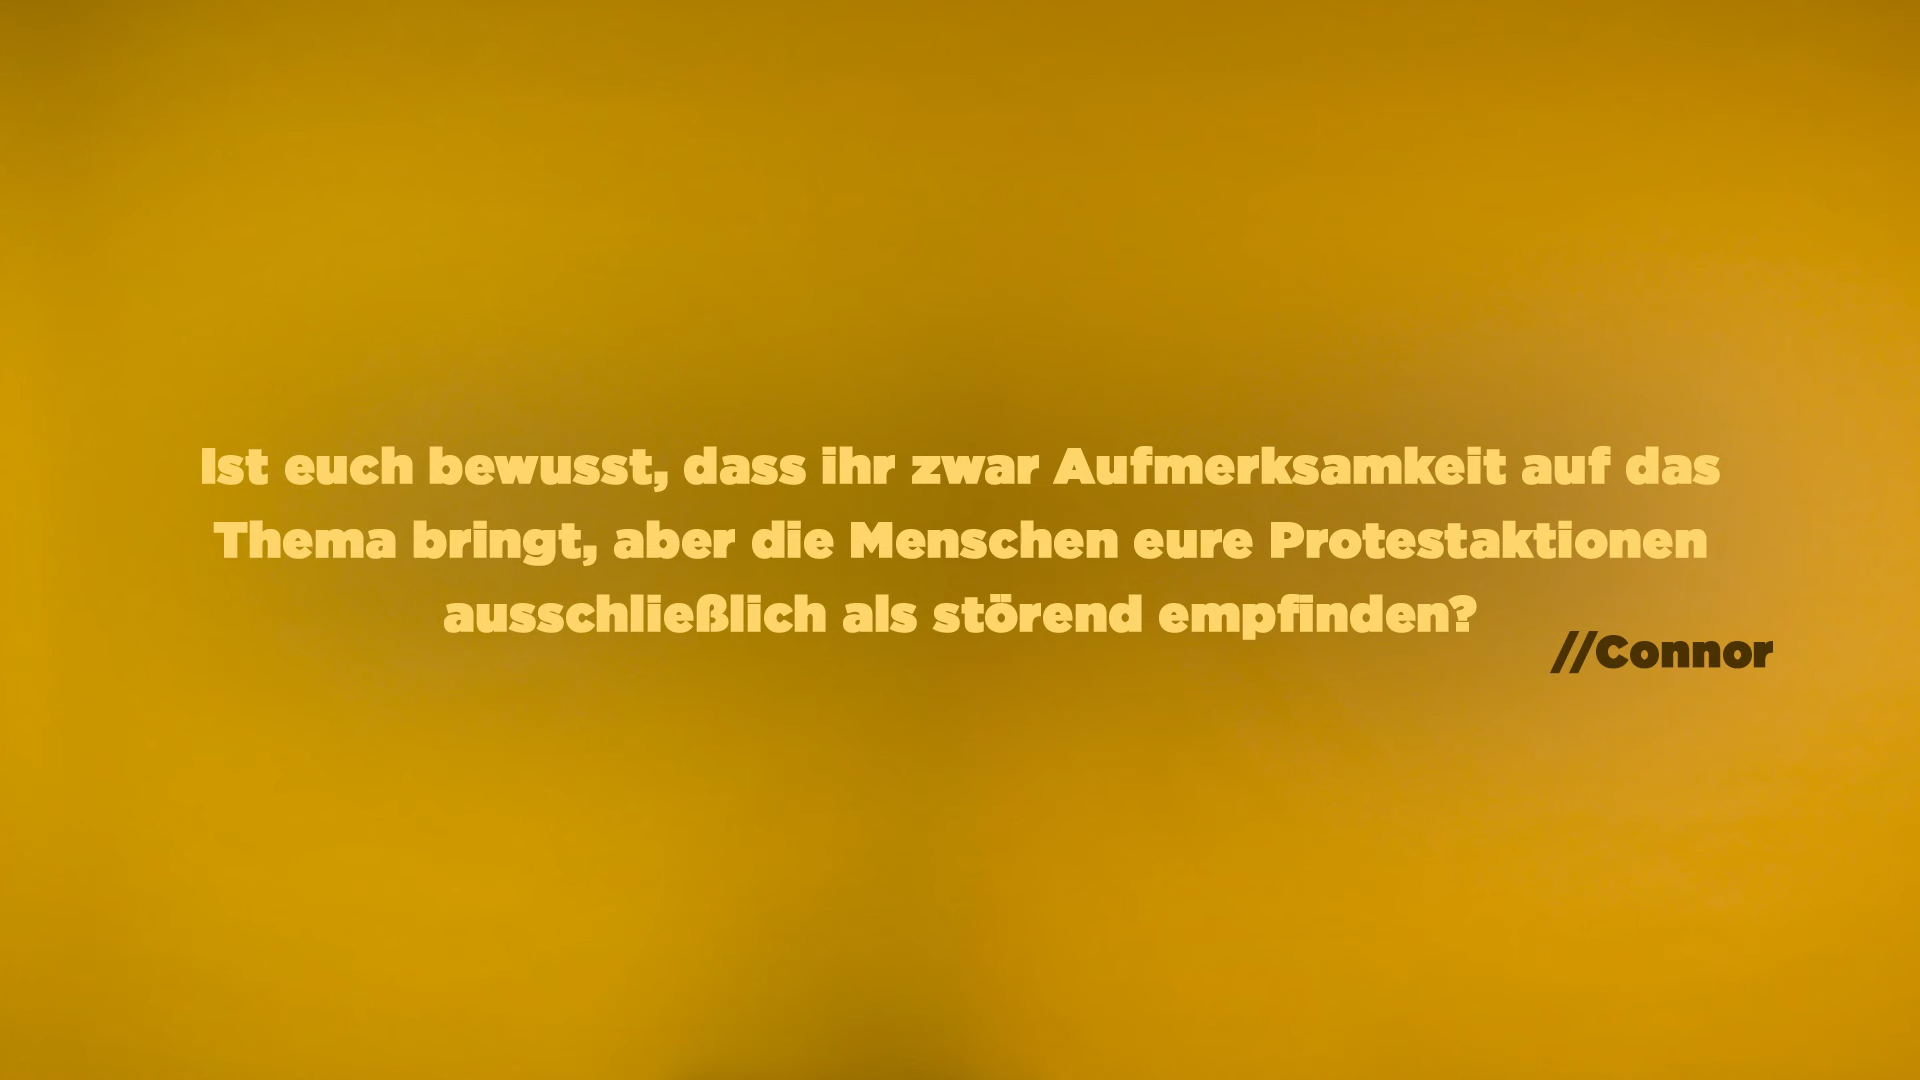 Ist euch bewusst, dass ihr zwar Aufmerksamkeit auf das
Thema bringt, aber die Menschen eure Protestaktionen
ausschließlich als störend empfinden?
//Connor